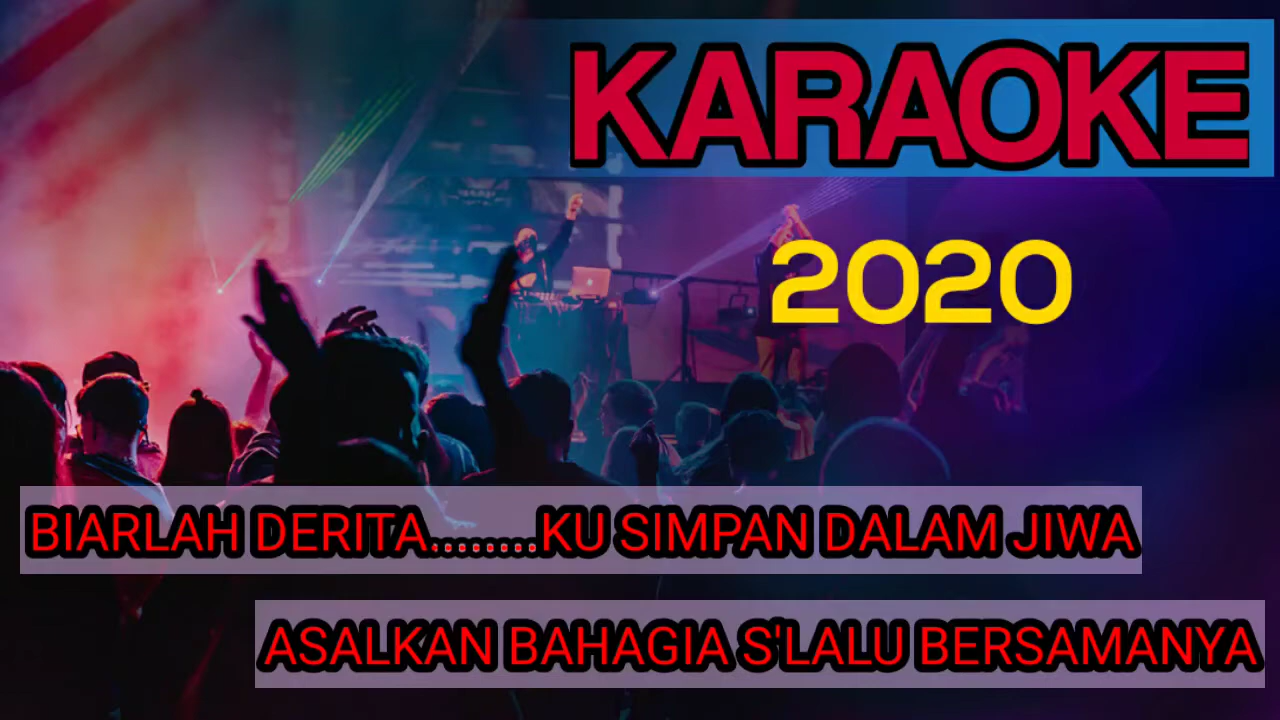 KARAOKE
2020
BIARLAH DERITA.........KU SIMPAN DALAM JIWA
ASALKAN BAHAGIA S'LALU BERSAMANYA